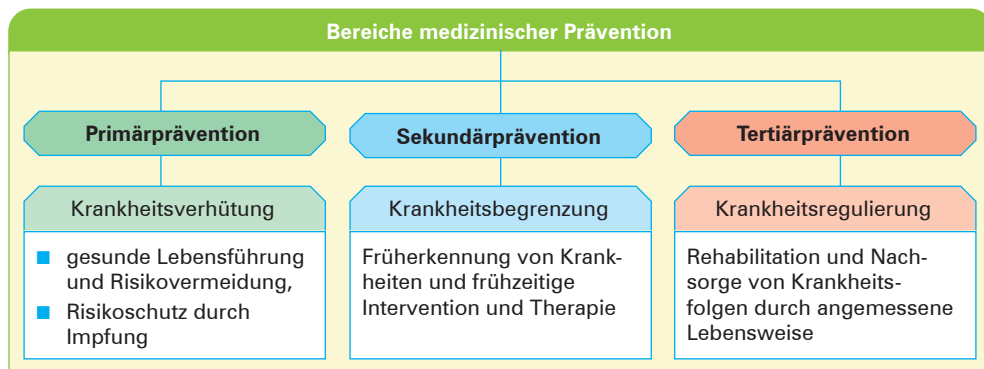 Bereiche medizinischer Prävention
Primärprävention
Krankheitsverhütung
gesunde Lebensführung
und Risikovermeidung,
Risikoschutz durch
Impfung
Sekundärprävention
Krankheitsbegrenzung
Früherkennung von Krank-
heiten und frühzeitige
Intervention und Therapie
Tertiärprävention
Krankheitsregulierung
Rehabilitation und Nach-
sorge von Krankheits-
folgen durch angemessene
Lebensweise